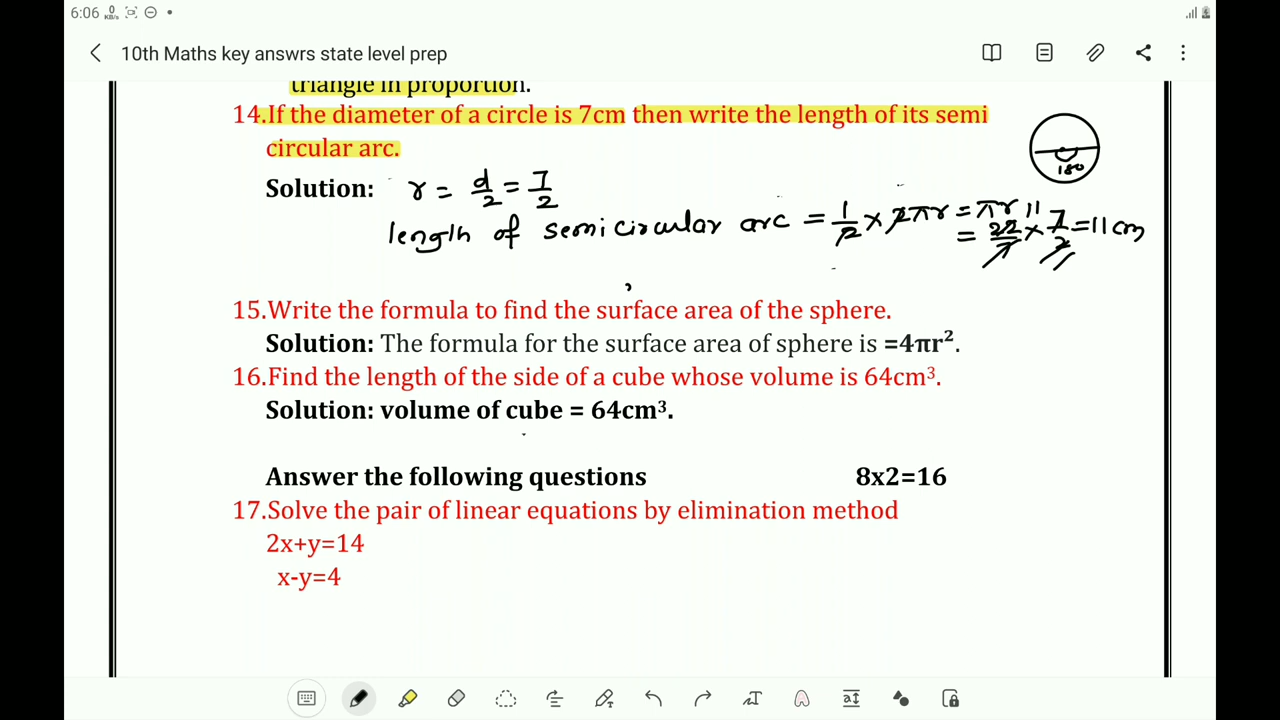 6:06 0 KB/s
10th Maths key answrs state level prep
triangle in proportion.
14.If the diameter of a circle is 7cm then write the length of its semi
circular arc.
180
Solution: r = d/2 = 7/2
length of semicircular arc = 1/2 × 2πr = πr
= 22/7 × 7/2 = 11 cm
11
15.Write the formula to find the surface area of the sphere.
Solution: The formula for the surface area of sphere is =4πr².
16.Find the length of the side of a cube whose volume is 64cm³.
Solution: volume of cube = 64cm³.
Answer the following questions 8x2=16
17.Solve the pair of linear equations by elimination method
2x+y=14
x-y=4